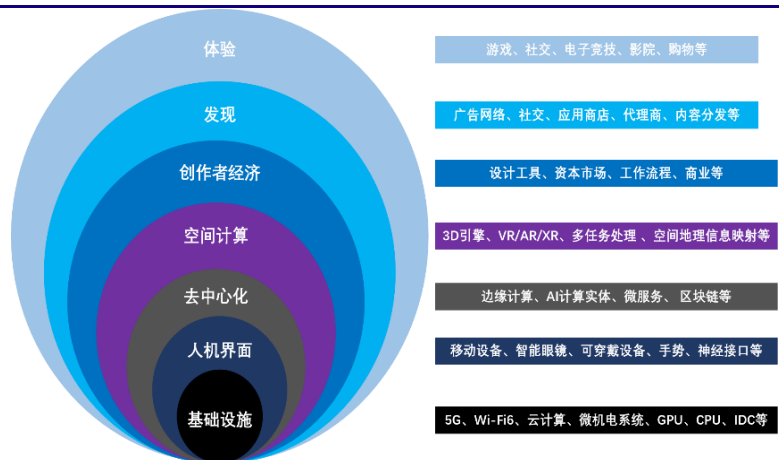 体验
游戏、社交、电子竞技、影院、购物等
发现
广告网络、社交、应用商店、代理商、内容分发等
创作者经济
设计工具、资本市场、工作流程、商业等
空间计算
3D引擎、VR/AR/XR、多任务处理 、空间地理信息映射等
去中心化
边缘计算、AI计算实体、微服务、 区块链等
人机界面
移动设备、智能眼镜、可穿戴设备、手势、神经接口等
基础设施
5G、Wi-Fi6、云计算、微机电系统、GPU、CPU、IDC等